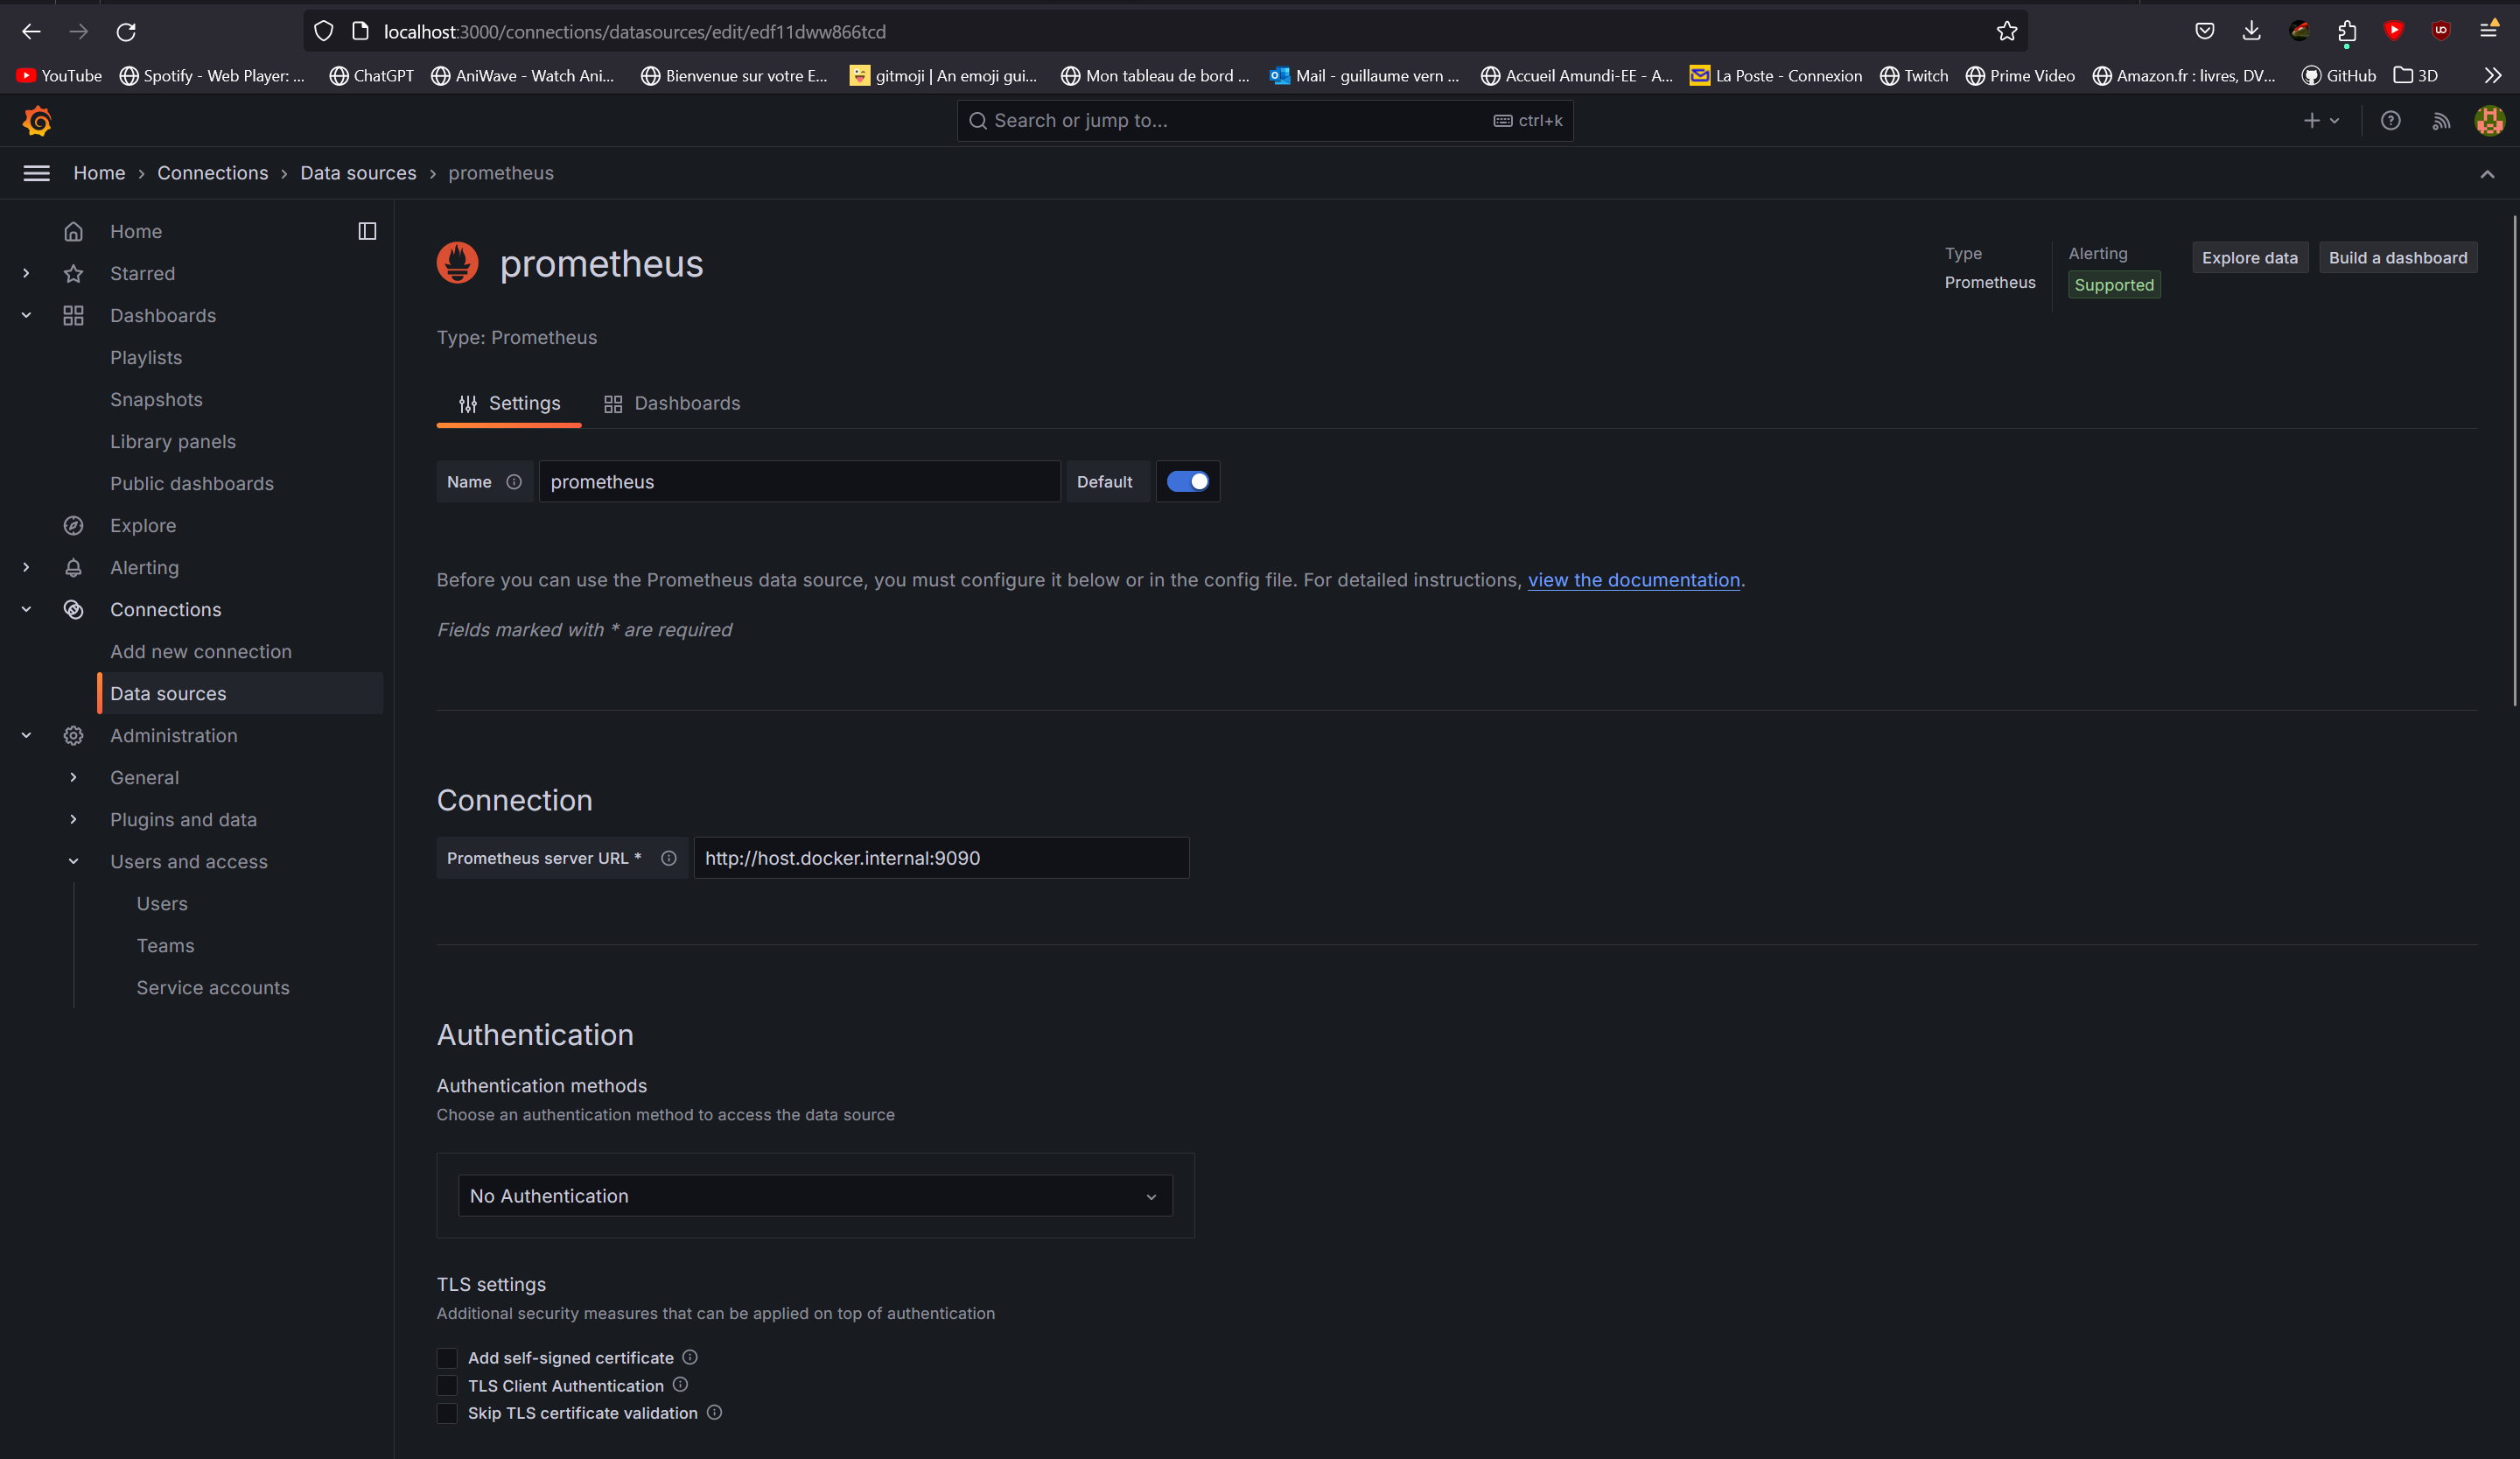 localhost:3000/connections/datasources/edit/edf11dww866tcd
YouTube Spotify - Web Player: ... ChatGPT AniWave - Watch Ani... Bienvenue sur votre E... gitmoji | An emoji gui... Mon tableau de bord ... Mail - guillaume vern ... Accueil Amundi-EE - A... La Poste - Connexion Twitch Prime Video Amazon.fr : livres, DV... GitHub 3D
Search or jump to... ctrl+k
Home › Connections › Data sources › prometheus
Home
Starred
Dashboards
Playlists
Snapshots
Library panels
Public dashboards
Explore
Alerting
Connections
Add new connection
Data sources
Administration
General
Plugins and data
Users and access
Users
Teams
Service accounts
prometheus
Type
Prometheus
Alerting
Supported
Explore data
Build a dashboard
Type: Prometheus
Settings Dashboards
Name prometheus Default
Before you can use the Prometheus data source, you must configure it below or in the config file. For detailed instructions, view the documentation.
Fields marked with * are required
Connection
Prometheus server URL * http://host.docker.internal:9090
Authentication
Authentication methods
Choose an authentication method to access the data source
No Authentication
TLS settings
Additional security measures that can be applied on top of authentication
Add self-signed certificate
TLS Client Authentication
Skip TLS certificate validation